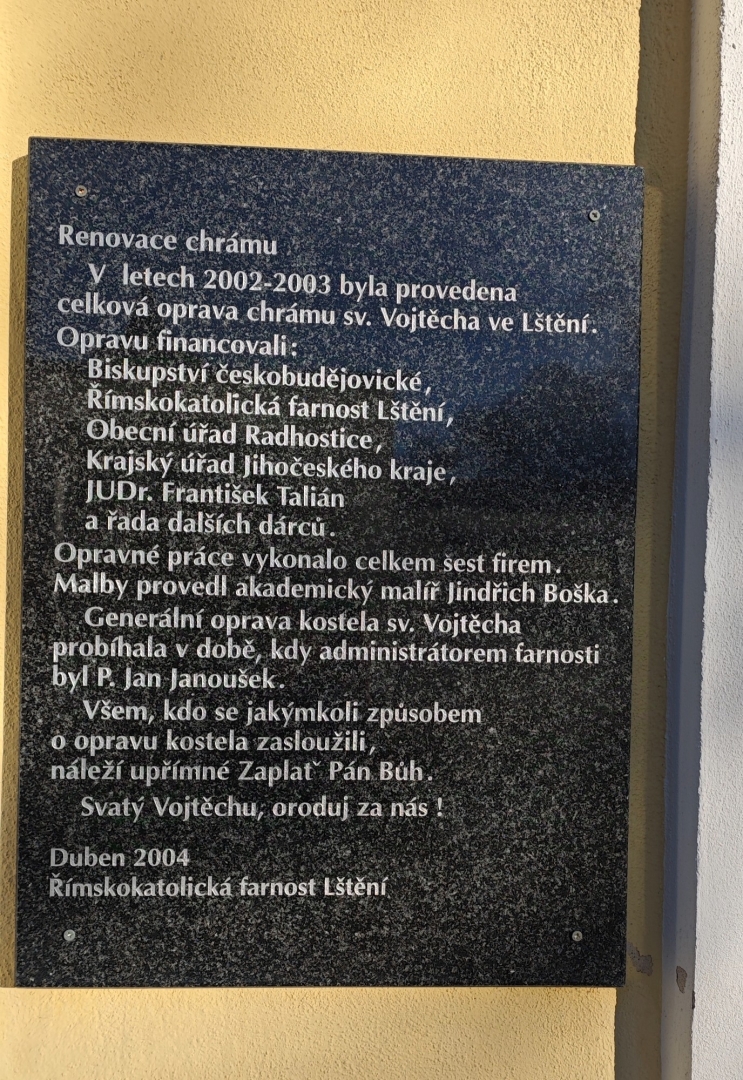 Renovace chrámu
V letech 2002-2003 byla provedena
celková oprava chrámu sv. Vojtěcha ve Lštění.
Opravu financovali:
Biskupství českobudějovické,
Římskokatolická farnost Lštění,
Obecní úřad Radhostice,
Krajský úřad Jihočeského kraje,
JUDr. František Talián
a řada dalších dárců.
Opravné práce vykonalo celkem šest firem.
Malby provedl akademický malíř Jindřich Boška.
Generální oprava kostela sv. Vojtěcha
probíhala v době, kdy administrátorem farnosti
byl P. Jan Janoušek.
Všem, kdo se jakýmkoli způsobem
o opravu kostela zasloužili,
náleží upřímné Zaplatˇ Pán Bůh.
Svatý Vojtěchu, oroduj za nás !
Duben 2004
Římskokatolická farnost Lštění